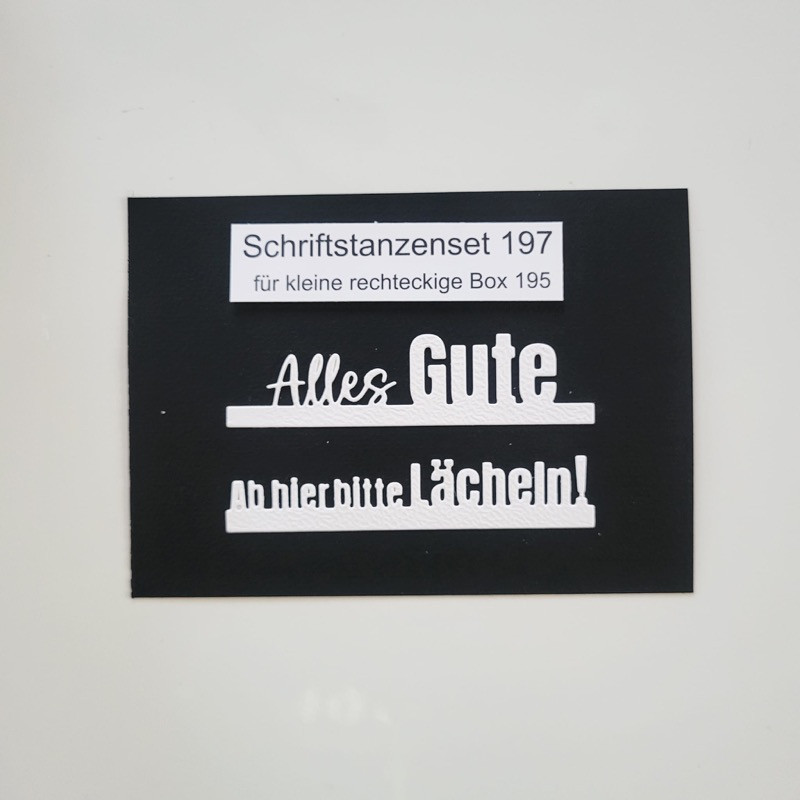 Schriftstanzenset 197
für kleine rechteckige Box 195
Alles Gute
Ab hier bitte Lächeln!